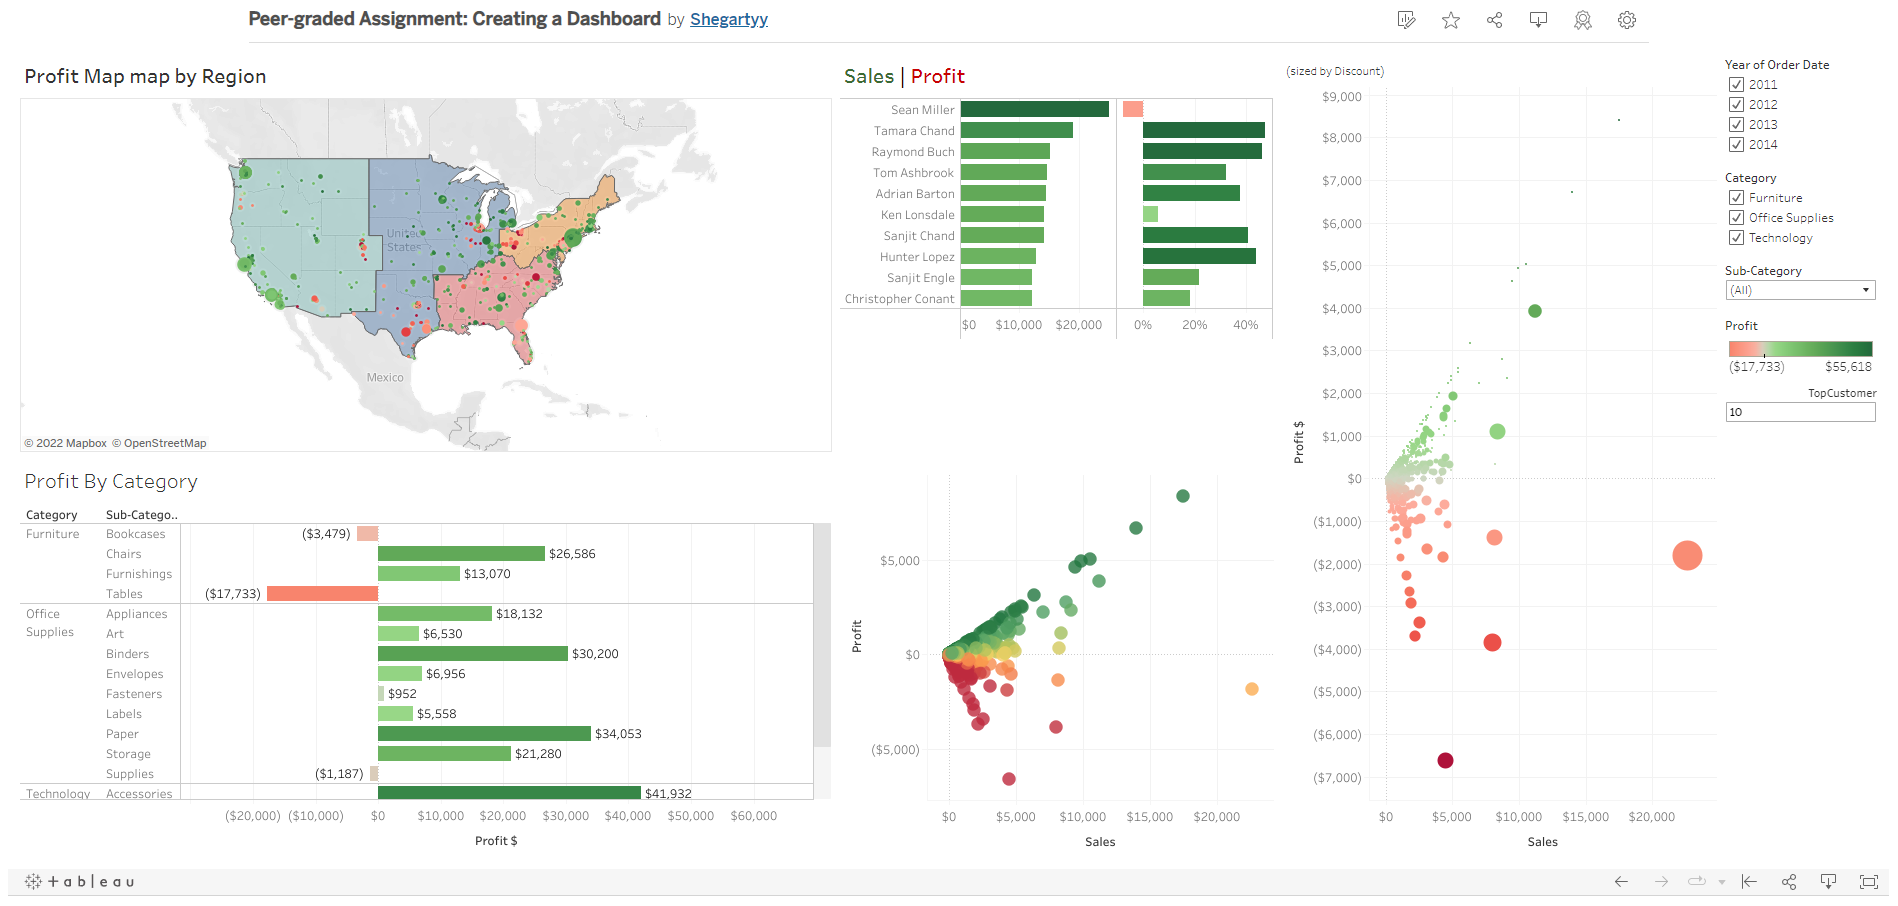 Peer-graded Assignment: Creating a Dashboard by Shegartyy
Profit Map map by Region
United
States
Mexico
© 2022 Mapbox © OpenStreetMap
Sales | Profit
Sean Miller
Tamara Chand
Raymond Buch
Tom Ashbrook
Adrian Barton
Ken Lonsdale
Sanjit Chand
Hunter Lopez
Sanjit Engle
Christopher Conant
$0 $10,000 $20,000 0% 20% 40%
Profit By Category
Category Sub-Catego..
Furniture Bookcases ($3,479)
Chairs $26,586
Furnishings $13,070
Tables ($17,733)
Office Appliances $18,132
Supplies Art $6,530
Binders $30,200
Envelopes $6,956
Fasteners $952
Labels $5,558
Paper $34,053
Storage $21,280
Supplies ($1,187)
Technology Accessories $41,932
($20,000) ($10,000) $0 $10,000 $20,000 $30,000 $40,000 $50,000 $60,000
Profit $
Profit
$5,000
$0
($5,000)
$0 $5,000 $10,000 $15,000 $20,000
Sales
(sized by Discount)
Profit $
$9,000
$8,000
$7,000
$6,000
$5,000
$4,000
$3,000
$2,000
$1,000
$0
($1,000)
($2,000)
($3,000)
($4,000)
($5,000)
($6,000)
($7,000)
$0 $5,000 $10,000 $15,000 $20,000
Sales
Year of Order Date
2011
2012
2013
2014
Category
Furniture
Office Supplies
Technology
Sub-Category
(All)
Profit
($17,733) $55,618
TopCustomer
10
+ a b l e a u